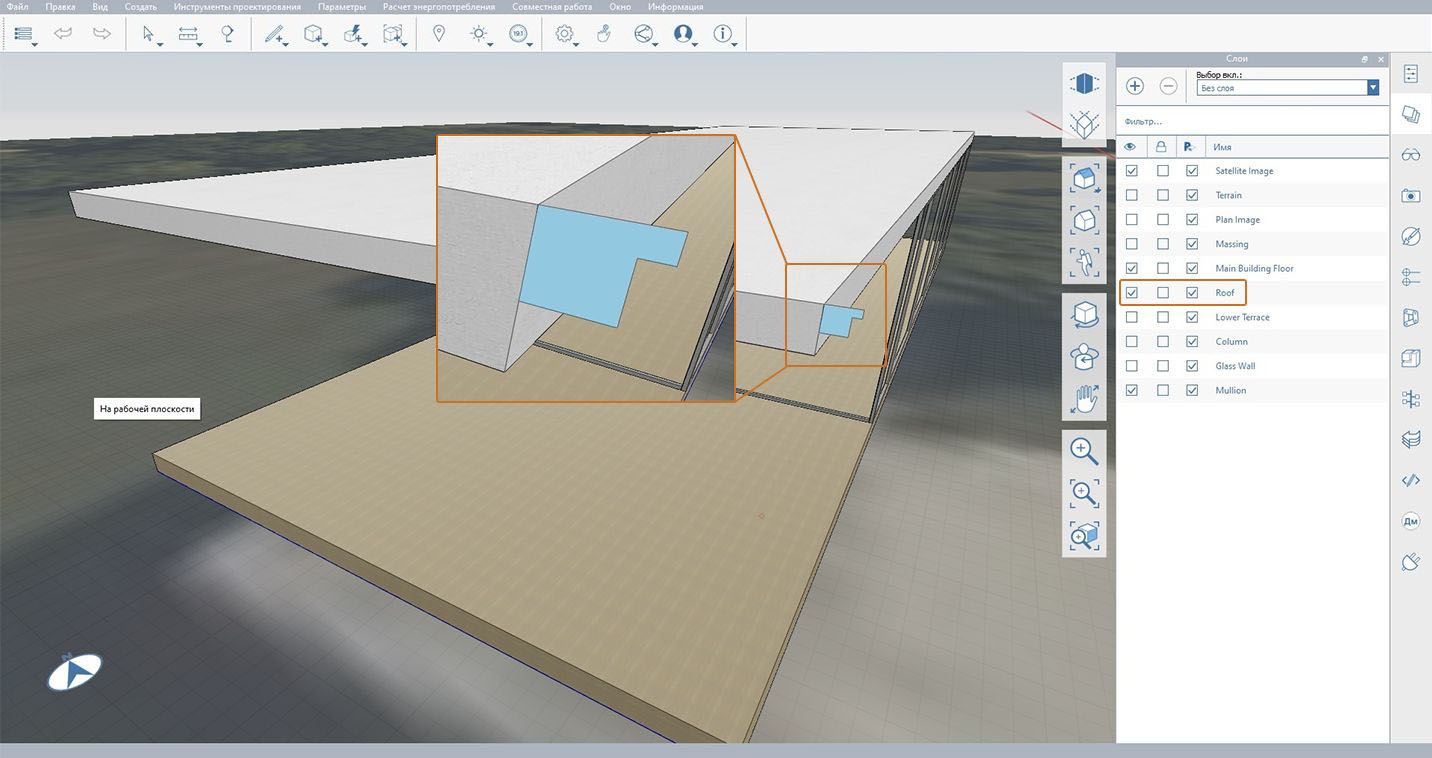 Файл Правка Вид Создать Инструменты проектирования Параметры Расчет энергопотребления Совместная работа Окно Информация
191
Слои
Выбор вкл.:
Без слоя
Фильтр...
Имя
Satellite Image
Terrain
Plan Image
Massing
Main Building Floor
Roof
Lower Terrace
Column
Glass Wall
Mullion
На рабочей плоскости
Дм
N